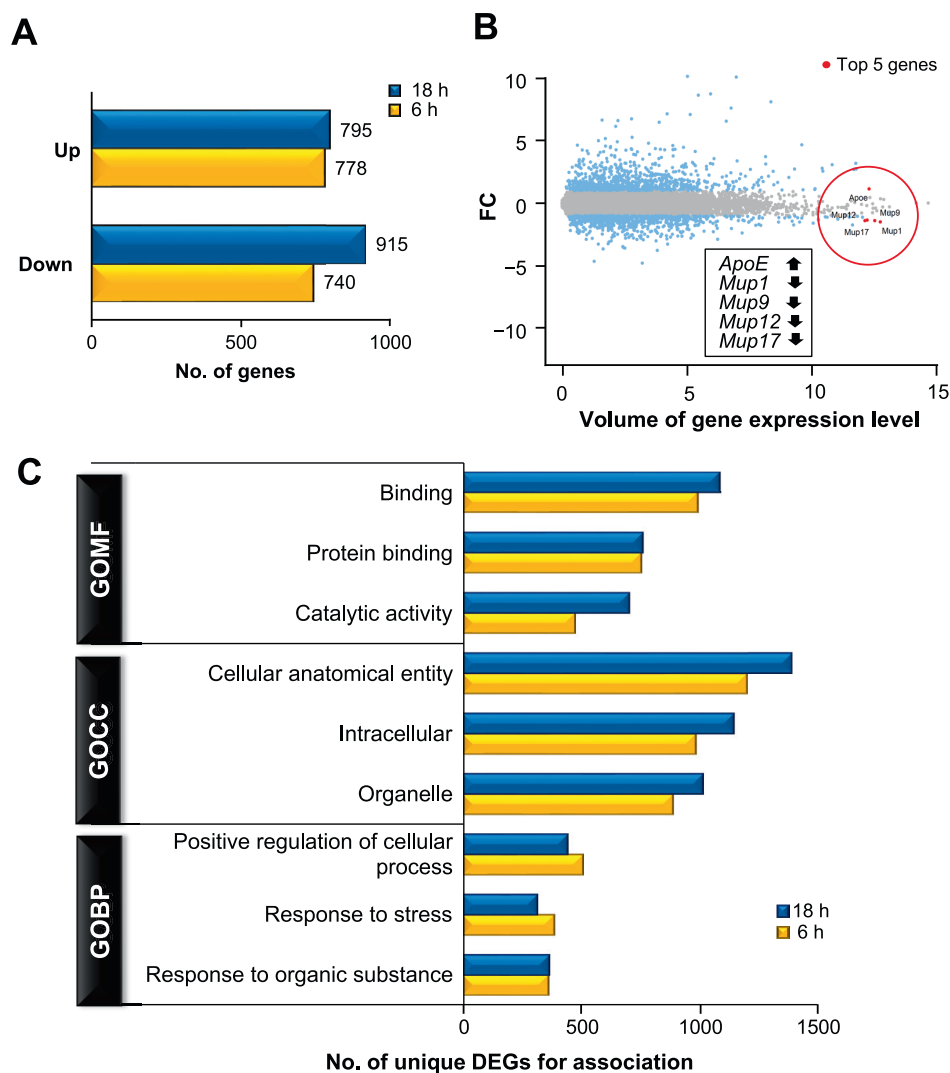 A
18 h
6 h
Up
795
778
Down
915
740
0
500
1000
No. of genes
B
Top 5 genes
10
5
0
−5
−10
FC
Apoe
Mup12
Mup9
Mup17
Mup1
ApoE
Mup1
Mup9
Mup12
Mup17
0
5
10
15
Volume of gene expression level
C
GOMF
Binding
Protein binding
Catalytic activity
GOCC
Cellular anatomical entity
Intracellular
Organelle
GOBP
Positive regulation of cellular
process
Response to stress
Response to organic substance
18 h
6 h
0
500
1000
1500
No. of unique DEGs for association